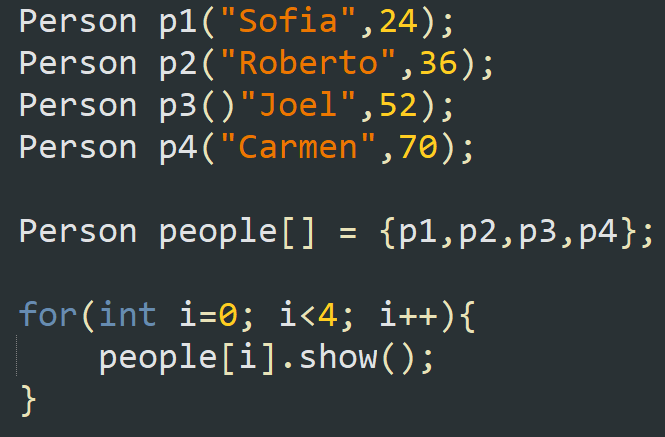 Person p1("Sofia",24);
Person p2("Roberto",36);
Person p3()"Joel",52);
Person p4("Carmen",70);
Person people[] = {p1,p2,p3,p4};
for(int i=0; i<4; i++){
    people[i].show();
}